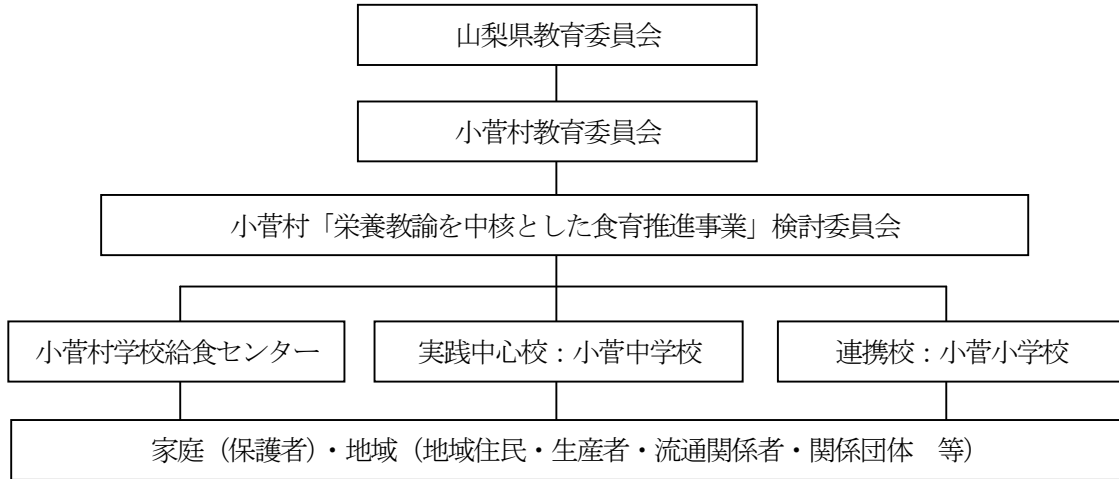 山梨県教育委員会
小菅村教育委員会
小菅村「栄養教諭を中核とした食育推進事業」検討委員会
小菅村学校給食センター
実践中心校：小菅中学校
連携校：小菅小学校
家庭（保護者）・地域（地域住民・生産者・流通関係者・関係団体　等）